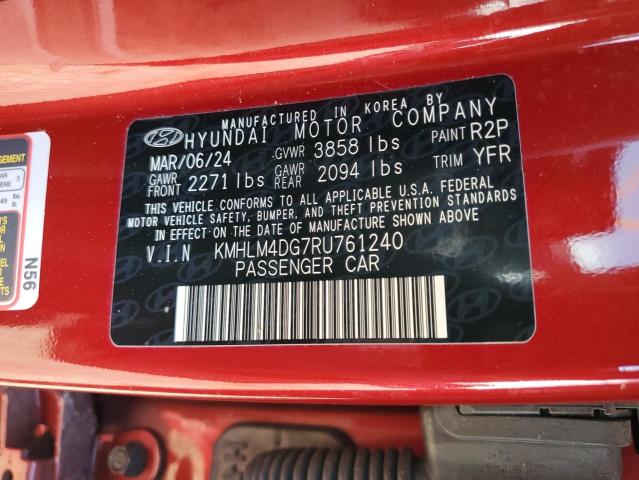 MANUFACTURED IN KOREA BY
HYUNDAI MOTOR COMPANY
MAR/06/24 GVWR 3858 lbs PAINT R2P
GAWR FRONT 2271 lbs GAWR REAR 2094 lbs TRIM YFR
THIS VEHICLE CONFORMS TO ALL APPLICABLE U.S.A. FEDERAL
MOTOR VEHICLE SAFETY, BUMPER, AND THEFT PREVENTION STANDARDS
IN EFFECT ON THE DATE OF MANUFACTURE SHOWN ABOVE.
V.I.N KMHLM4DG7RU761240
PASSENGER CAR
N56